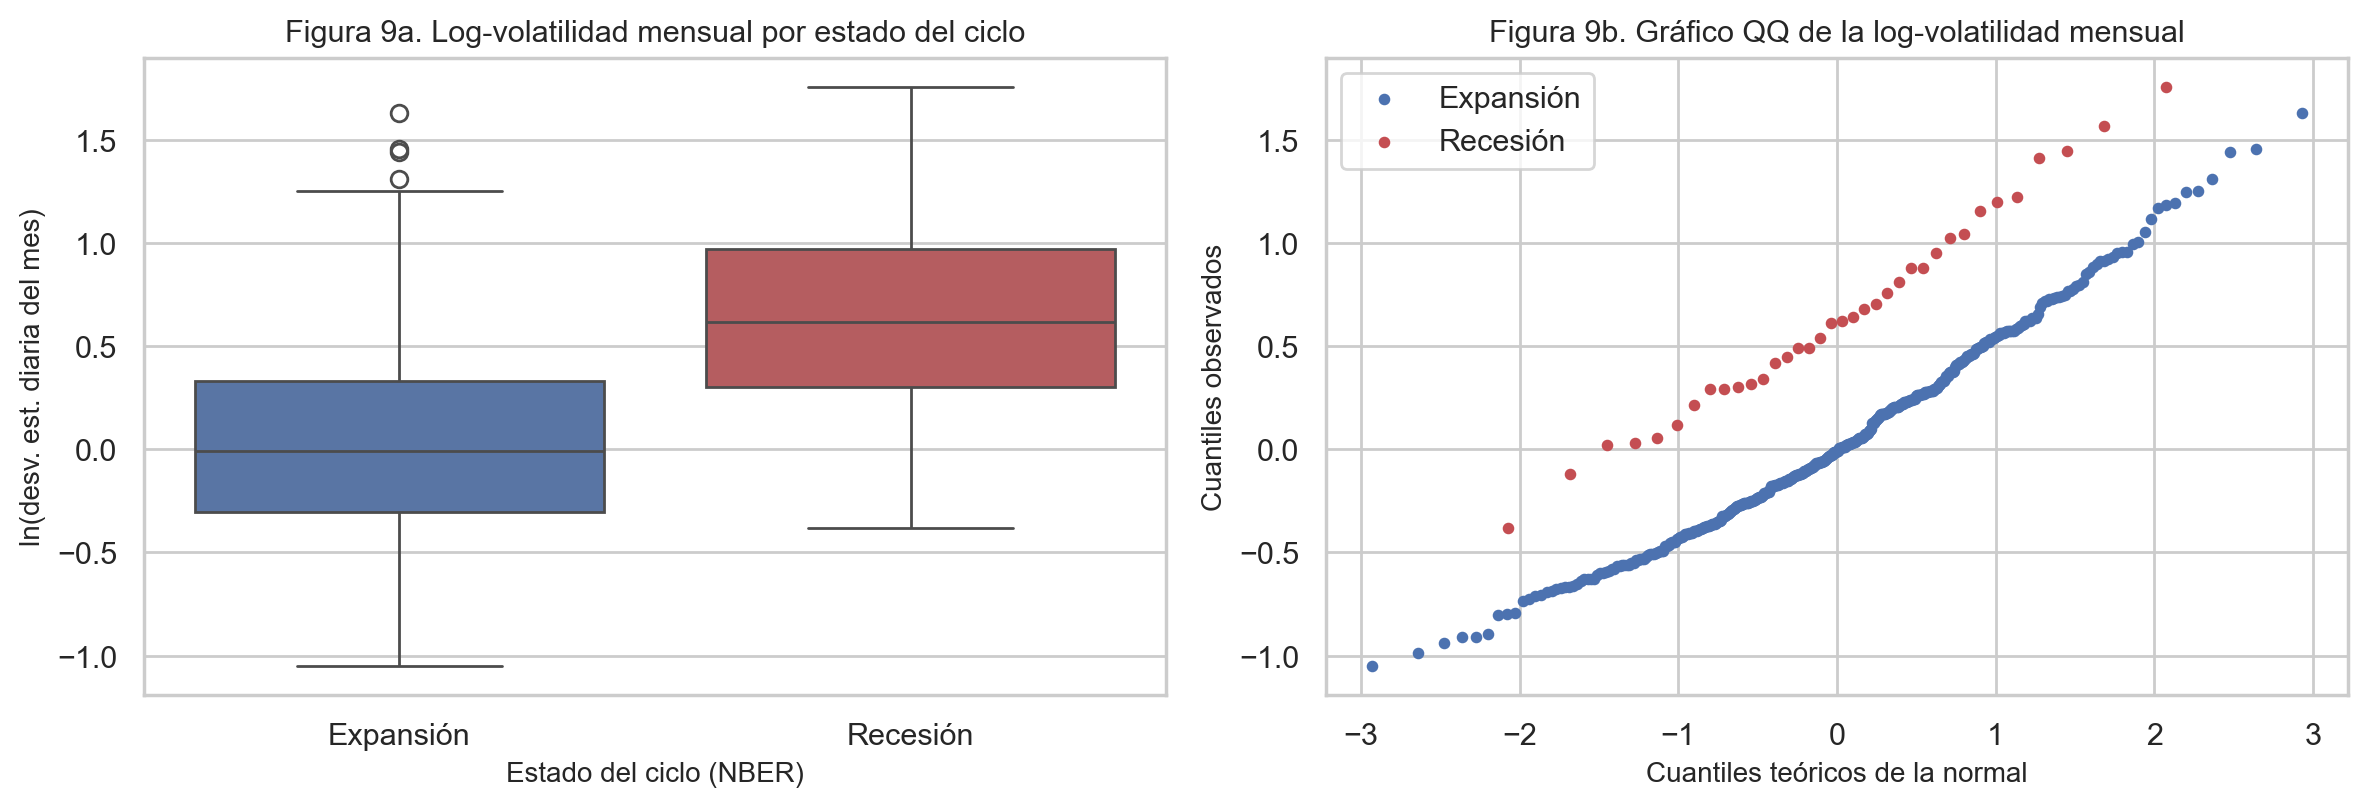 Figura 9a. Log-volatilidad mensual por estado del ciclo
ln(desv. est. diaria del mes)
1.5
1.0
0.5
0.0
−0.5
−1.0
Expansión
Recesión
Estado del ciclo (NBER)
Figura 9b. Gráfico QQ de la log-volatilidad mensual
Expansión
Recesión
Cuantiles observados
1.5
1.0
0.5
0.0
−0.5
−1.0
−3 −2 −1 0 1 2 3
Cuantiles teóricos de la normal